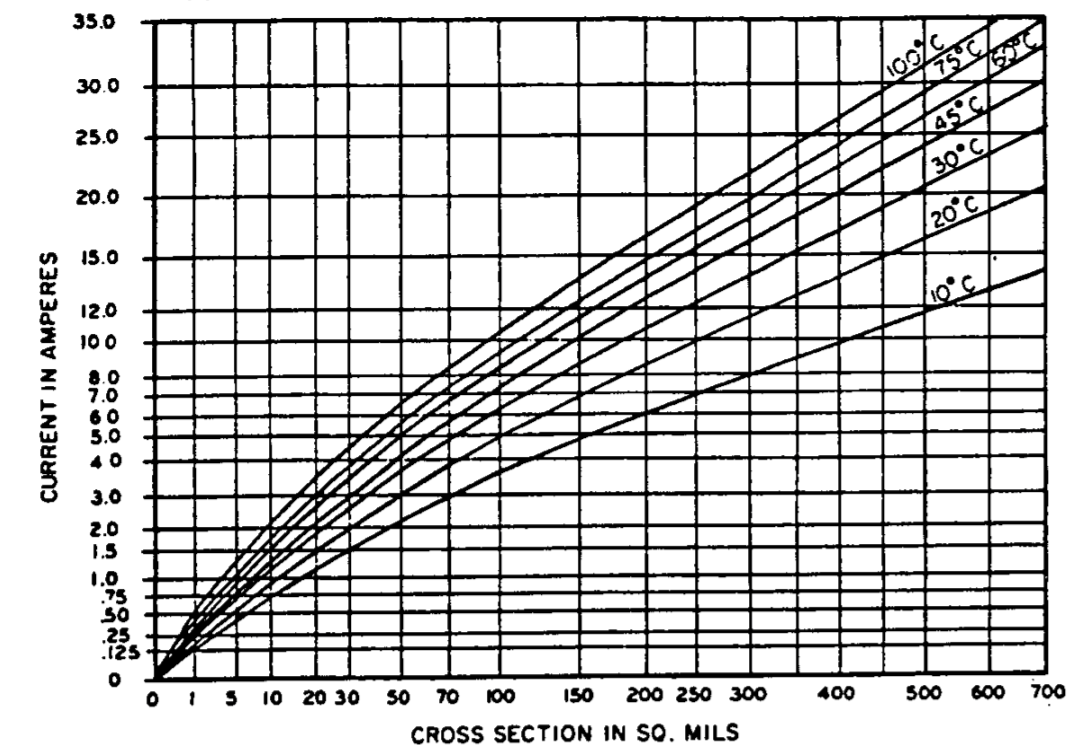 35.0
30.0
25.0
20.0
15.0
12.0
10 0
8.0
7.0
6 0
5.0
4 0
3.0
2.0
1.5
1.0
.75
.50
.25
.125
0
CURRENT IN AMPERES
100°C
75°C
60°C
45°C
30°C
20°C
10°C
0 1 5 10 20 30 50 70 100 150 200 250 300 400 500 600 700
CROSS SECTION IN SQ. MILS